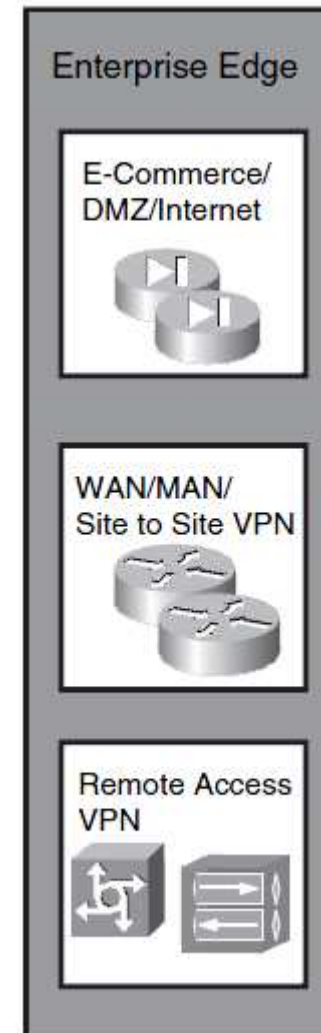 Enterprise Edge
E-Commerce/
DMZ/Internet
WAN/MAN/
Site to Site VPN
Remote Access
VPN